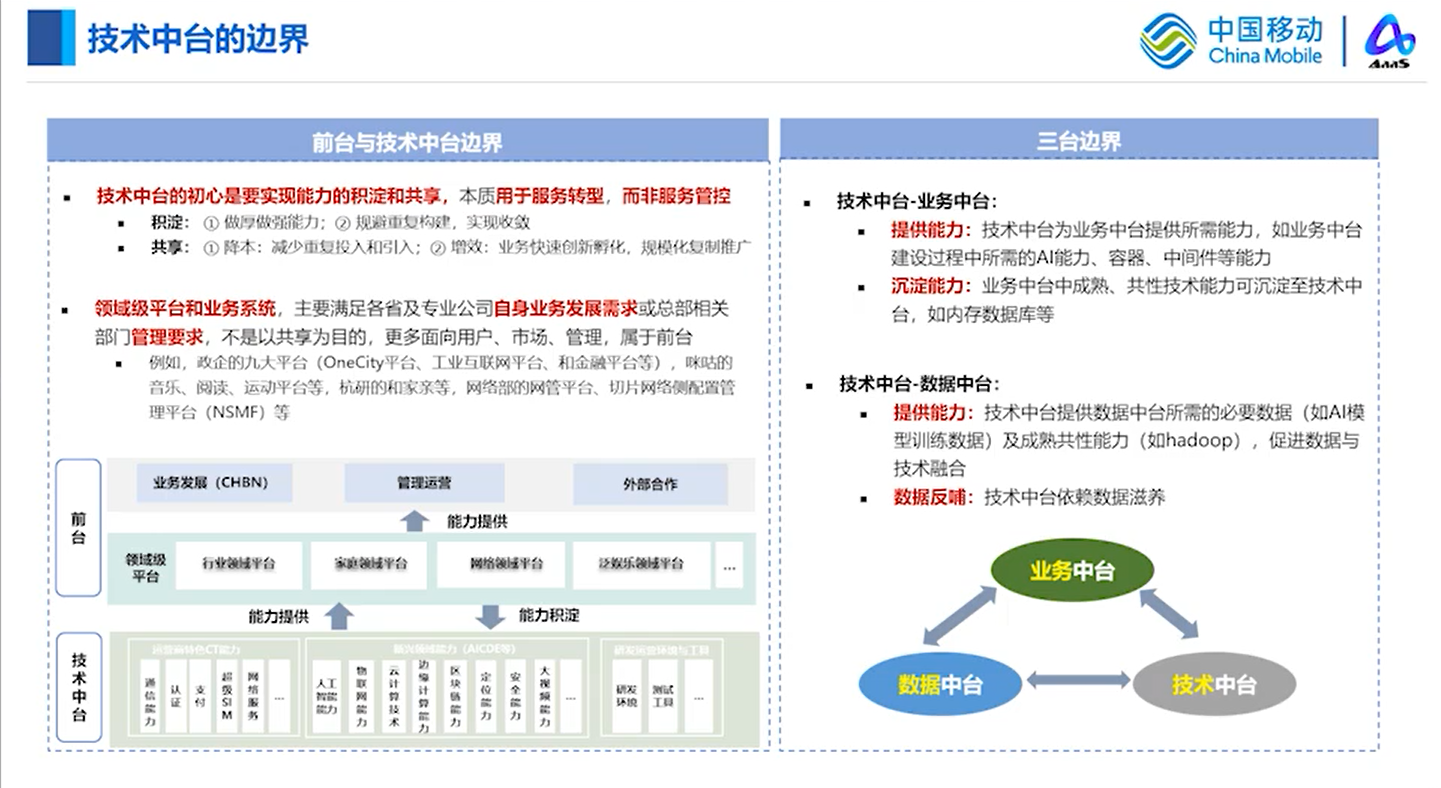 技术中台的边界
中国移动
China Mobile
AaaS
前台与技术中台边界
技术中台的初心是要实现能力的积淀和共享，本质用于服务转型，而非服务管控
积淀：① 做厚做强能力；② 规避重复构建，实现收敛
共享：① 降本：减少重复投入和引入；② 增效：业务快速创新孵化，规模化复制推广
领域级平台和业务系统，主要满足各省及专业公司自身业务发展需求或总部相关
部门管理要求，不是以共享为目的，更多面向用户、市场、管理，属于前台
例如，政企的九大平台（OneCity平台、工业互联网平台、和金融平台等），咪咕的
音乐、阅读、运动平台等，杭研的和家亲等，网络部的网管平台、切片网络侧配置管
理平台（NSMF）等
前台
业务发展（CHBN）
管理运营
外部合作
能力提供
领域级
平台
行业领域平台
家庭领域平台
网络领域平台
泛娱乐领域平台
...
能力提供
能力积淀
技术中台
运营商特色CT能力
通信能力
认证
支付
超级SIM
网络服务
...
新兴领域能力（AICDE等）
人工智能能力
物联网能力
云计算技术
边缘计算能力
区块链能力
定位能力
安全能力
大视频能力
...
研发运营环境与工具
研发环境
测试工具
...
三台边界
技术中台-业务中台：
提供能力：技术中台为业务中台提供所需能力，如业务中台
建设过程中所需的AI能力、容器、中间件等能力
沉淀能力：业务中台中成熟、共性技术能力可沉淀至技术中
台，如内存数据库等
技术中台-数据中台：
提供能力：技术中台提供数据中台所需的必要数据（如AI模
型训练数据）及成熟共性能力（如hadoop），促进数据与
技术融合
数据反哺：技术中台依赖数据滋养
业务中台
数据中台
技术中台